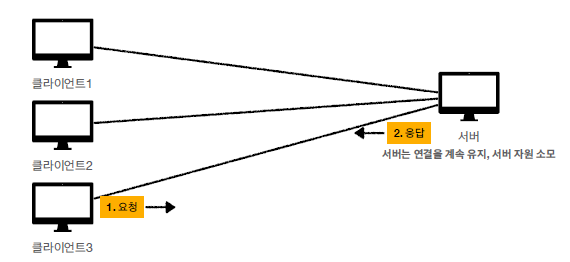 클라이언트1
클라이언트2
클라이언트3
1. 요청
2. 응답
서버
서버는 연결을 계속 유지, 서버 자원 소모